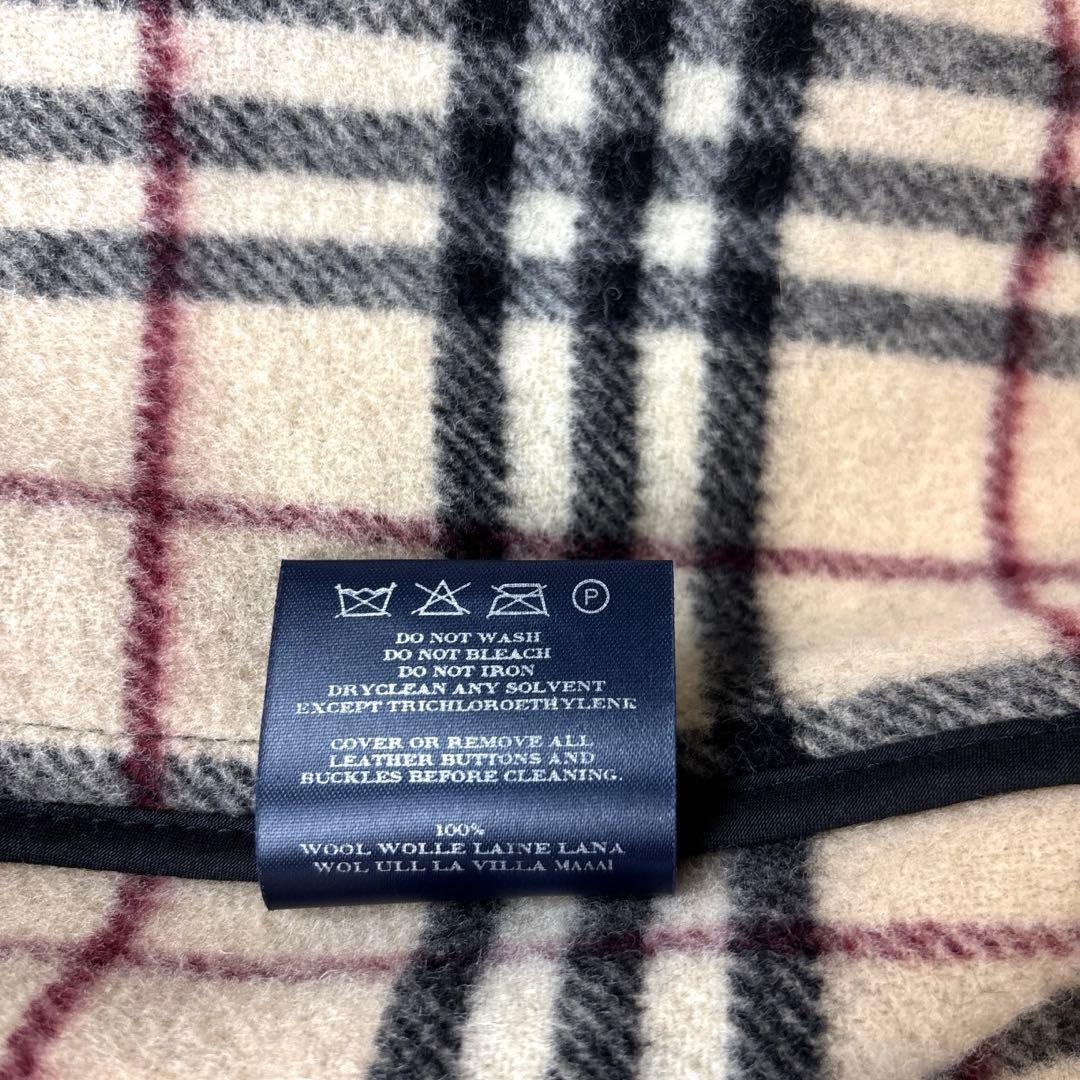 P
DO NOT WASH
DO NOT BLEACH
DO NOT IRON
DRYCLEAN ANY SOLVENT
EXCEPT TRICHLOROETHYLENE
COVER OR REMOVE ALL
LEATHER BUTTONS AND
BUCKLES BEFORE CLEANING.
100%
WOOL WOLLE LAINE LANA
WOL ULL LA VILLA MAAAI